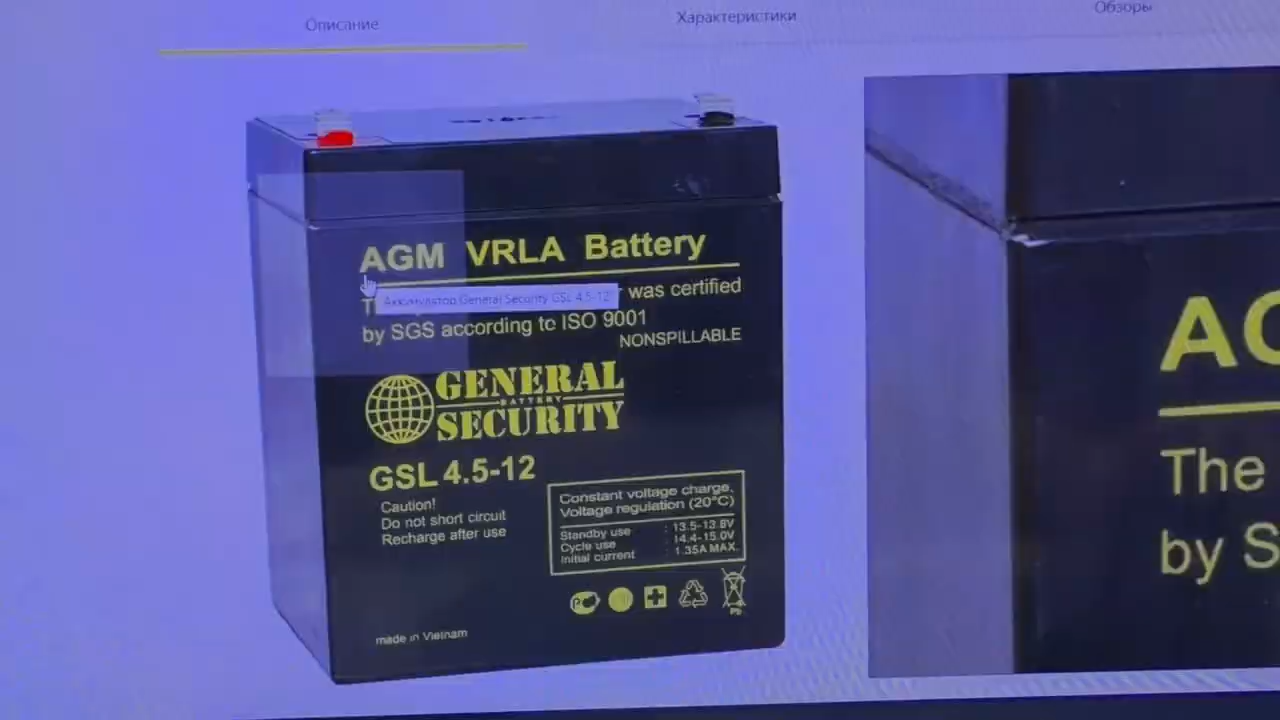 Описание
Характеристики
Обзоры
AGM VRLA Battery
Аккумулятор General Security GSL 4.5-12
was certified
by SGS according to ISO 9001
NONSPILLABLE
GENERAL
BATTERY
SECURITY
GSL 4.5-12
Caution!
Do not short circuit
Recharge after use
Constant voltage charge,
Voltage regulation (20°C)
Standby use : 13.5-13.8V
Cycle use : 14.4-15.0V
Initial current : 1.35A MAX.
Pb
made in Vietnam
The
by S